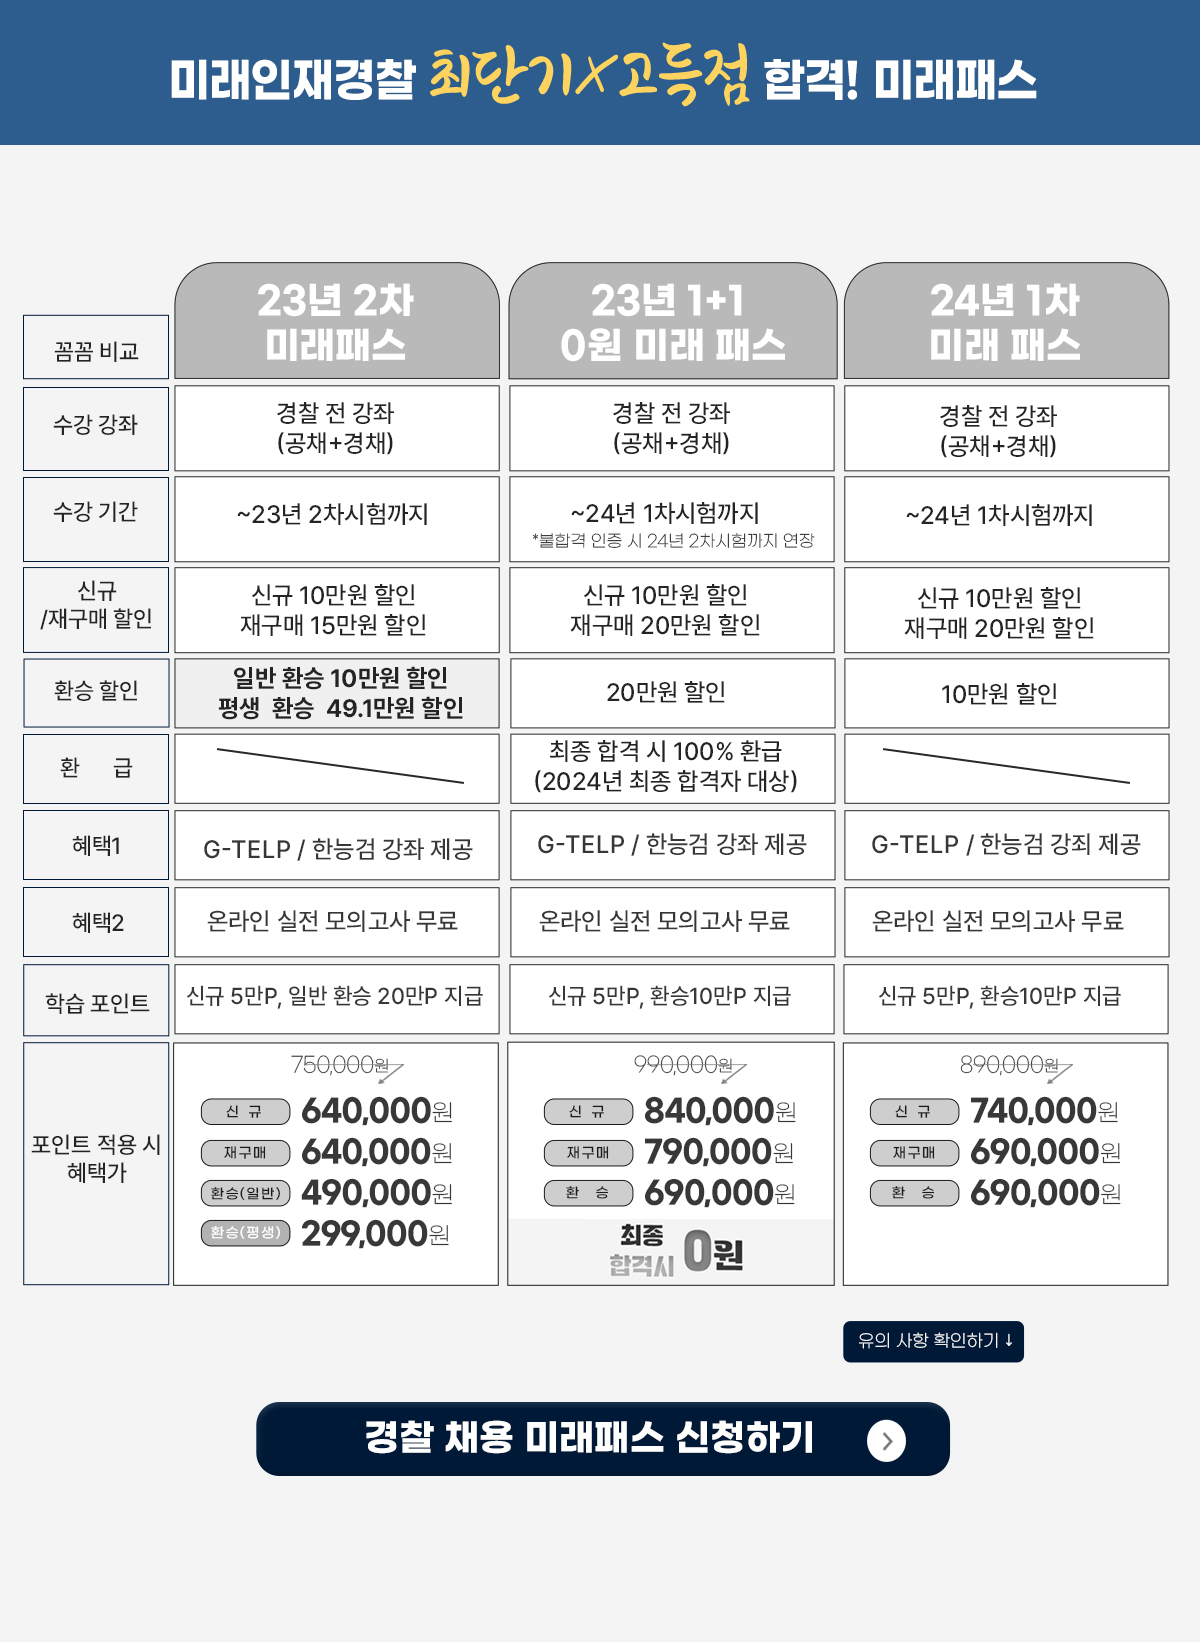 미래인재경찰 최단기X고득점 합격! 미래패스
꼼꼼 비교
23년 2차
미래패스
23년 1+1
0원 미래 패스
24년 1차
미래 패스
수강 강좌
경찰 전 강좌
(공채+경채)
경찰 전 강좌
(공채+경채)
경찰 전 강좌
(공채+경채)
수강 기간
~23년 2차시험까지
~24년 1차시험까지
*불합격 인증 시 24년 2차시험까지 연장
~24년 1차시험까지
신규
/재구매 할인
신규 10만원 할인
재구매 15만원 할인
신규 10만원 할인
재구매 20만원 할인
신규 10만원 할인
재구매 20만원 할인
환승 할인
일반 환승 10만원 할인
평생 환승 49.1만원 할인
20만원 할인
10만원 할인
환 급
최종 합격 시 100% 환급
(2024년 최종 합격자 대상)
혜택1
G-TELP / 한능검 강좌 제공
G-TELP / 한능검 강좌 제공
G-TELP / 한능검 강죄 제공
혜택2
온라인 실전 모의고사 무료
온라인 실전 모의고사 무료
온라인 실전 모의고사 무료
학습 포인트
신규 5만P, 일반 환승 20만P 지급
신규 5만P, 환승10만P 지급
신규 5만P, 환승10만P 지급
포인트 적용 시
혜택가
750,000원
신 규 640,000원
재구매 640,000원
환승(일반) 490,000원
환승(평생) 299,000원
990,000원
신 규 840,000원
재구매 790,000원
환 승 690,000원
최종
합격시 0원
890,000원
신 규 740,000원
재구매 690,000원
환 승 690,000원
유의 사항 확인하기 ↓
경찰 채용 미래패스 신청하기